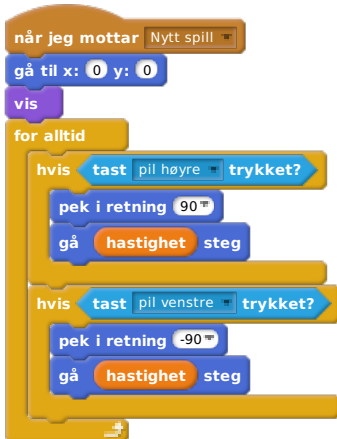 når jeg mottar Nytt spill
gå til x: 0 y: 0
vis
for alltid
hvis tast pil høyre trykket?
pek i retning 90
gå hastighet steg
hvis tast pil venstre trykket?
pek i retning -90
gå hastighet steg